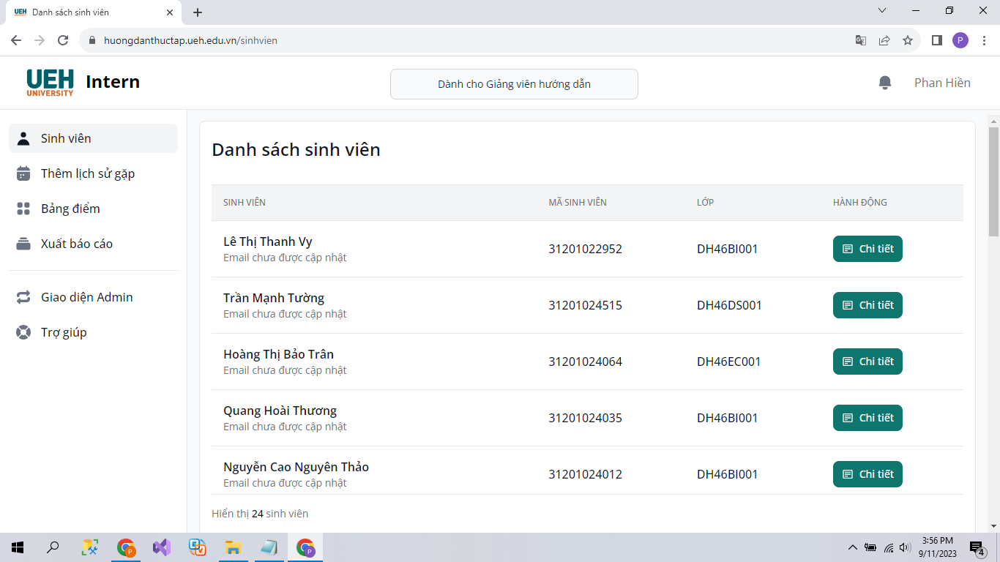 UEH Danh sách sinh viên
huongdanthuctap.ueh.edu.vn/sinhvien
P
UEH
UNIVERSITY
Intern
Dành cho Giảng viên hướng dẫn
Phan Hiền
Sinh viên
Thêm lịch sử gặp
Bảng điểm
Xuất báo cáo
Giao diện Admin
Trợ giúp
Danh sách sinh viên
SINH VIÊN MÃ SINH VIÊN LỚP HÀNH ĐỘNG
Lê Thị Thanh Vy
Email chưa được cập nhật
31201022952 DH46BI001 Chi tiết
Trần Mạnh Tường
Email chưa được cập nhật
31201024515 DH46DS001 Chi tiết
Hoàng Thị Bảo Trân
Email chưa được cập nhật
31201024064 DH46EC001 Chi tiết
Quang Hoài Thương
Email chưa được cập nhật
31201024035 DH46BI001 Chi tiết
Nguyễn Cao Nguyên Thảo
Email chưa được cập nhật
31201024012 DH46BI001 Chi tiết
Hiển thị 24 sinh viên
P
P
3:56 PM
9/11/2023
4